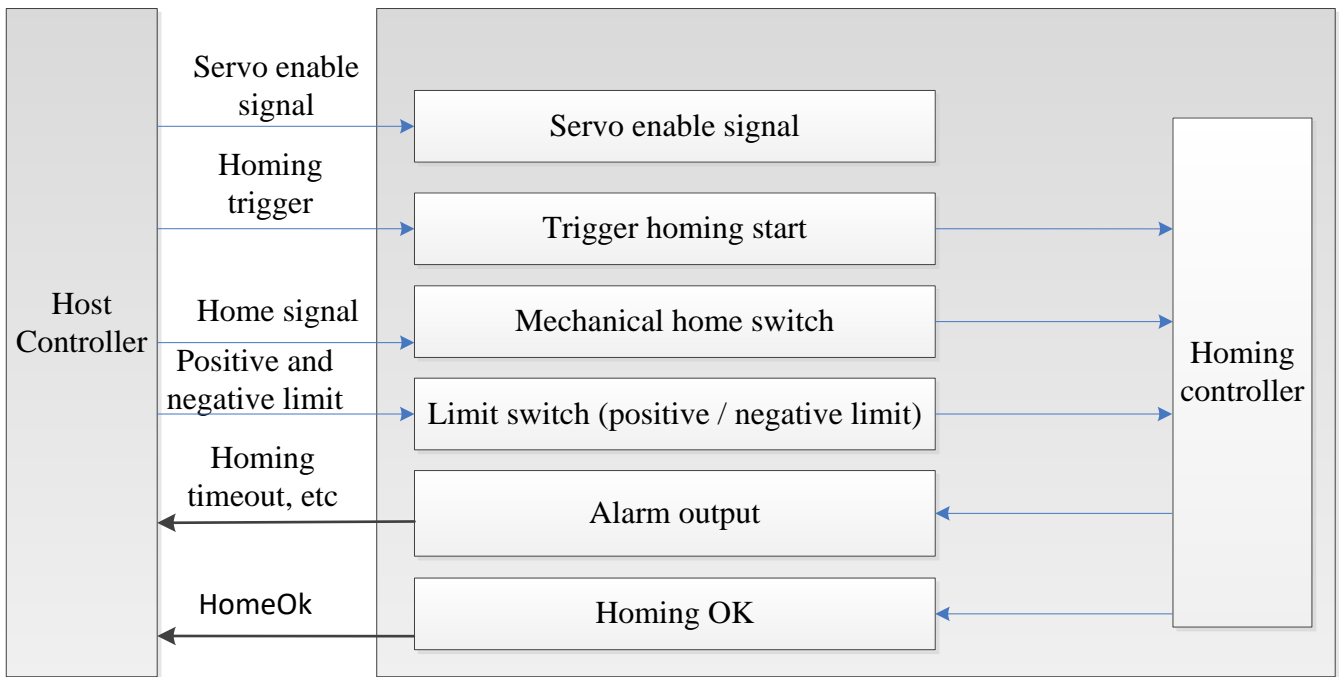 Host
Controller
Servo enable
signal
Servo enable signal
Homing
trigger
Trigger homing start
Home signal
Mechanical home switch
Positive and
negative limit
Limit switch (positive / negative limit)
Homing
timeout, etc
Alarm output
HomeOk
Homing OK
Homing
controller